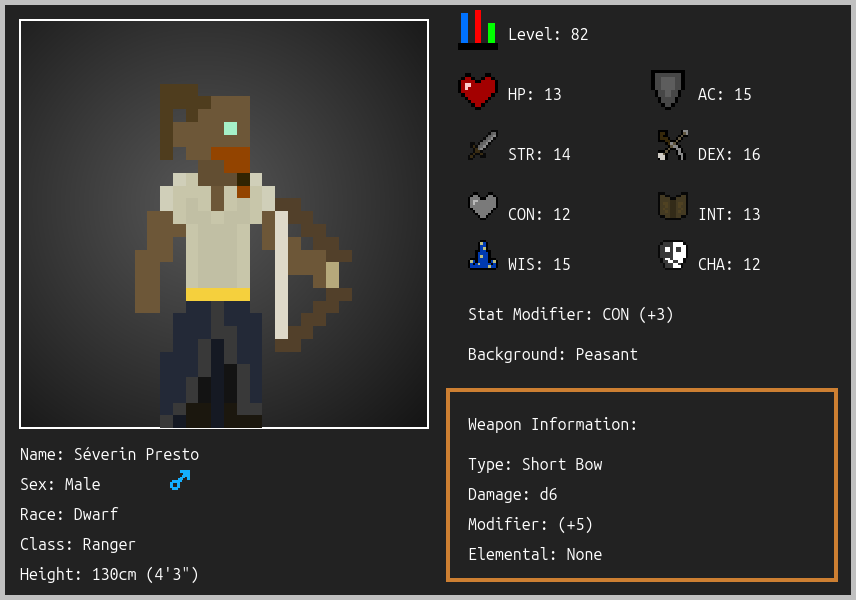 Level: 82
HP: 13
AC: 15
STR: 14
DEX: 16
CON: 12
INT: 13
WIS: 15
CHA: 12
Stat Modifier: CON (+3)
Background: Peasant
Weapon Information:
Type: Short Bow
Damage: d6
Modifier: (+5)
Elemental: None
Name: Séverin Presto
Sex: Male
Race: Dwarf
Class: Ranger
Height: 130cm (4'3")